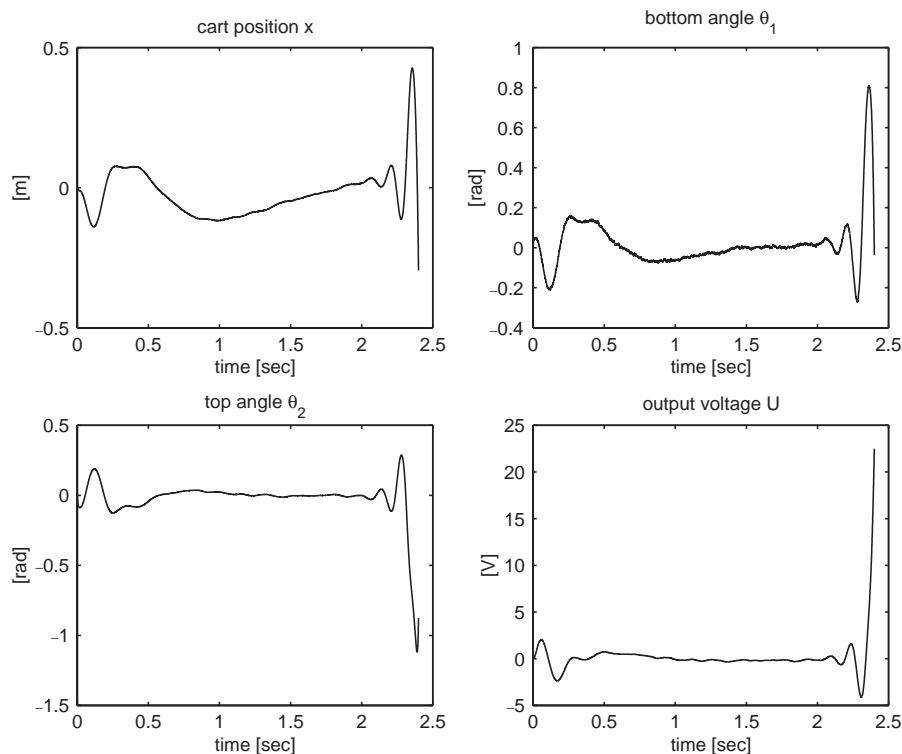 cart position x
0.5
0
−0.5
[m]
0 0.5 1 1.5 2 2.5
time [sec]
bottom angle θ1
1
0.8
0.6
0.4
0.2
0
−0.2
−0.4
[rad]
0 0.5 1 1.5 2 2.5
time [sec]
top angle θ2
0.5
0
−0.5
−1
−1.5
[rad]
0 0.5 1 1.5 2 2.5
time [sec]
output voltage U
25
20
15
10
5
0
−5
[V]
0 0.5 1 1.5 2 2.5
time [sec]